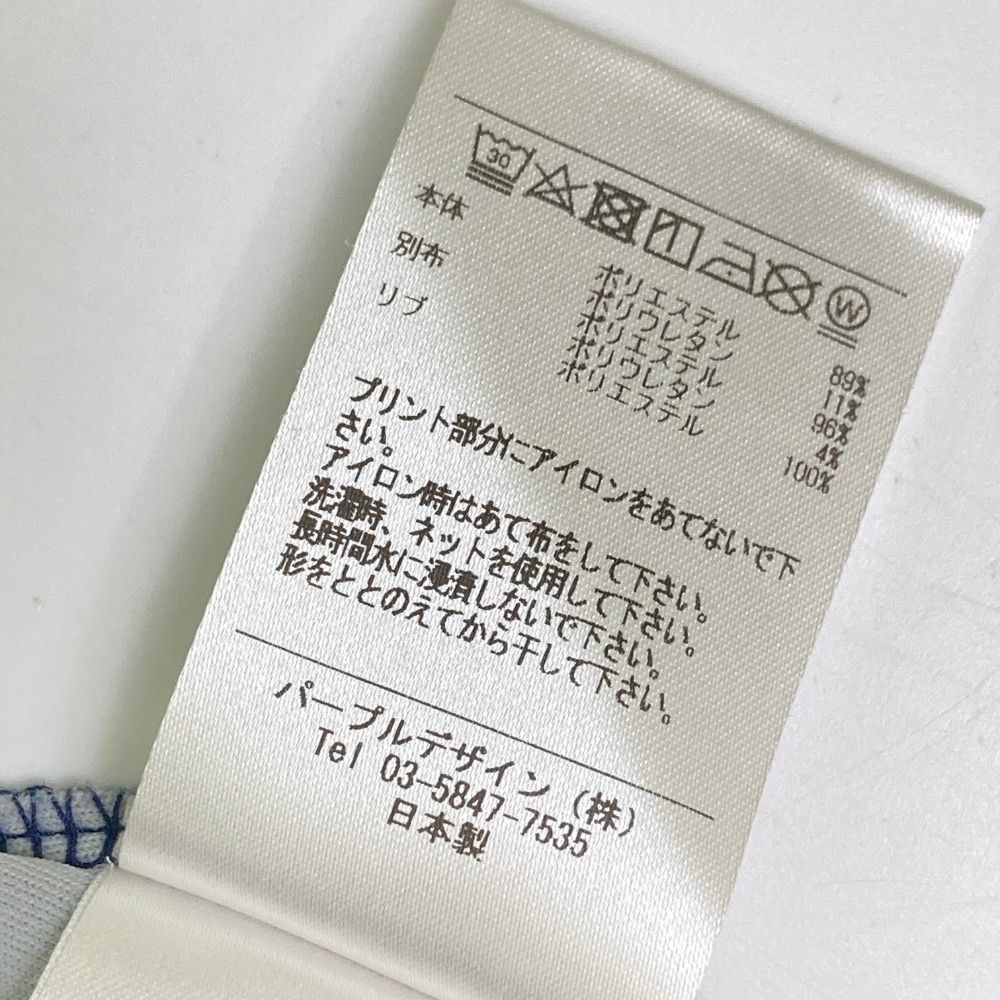 30
W
本体 ポリエステル 89%
ポリウレタン 11%
別布 ポリエステル 96%
ポリウレタン 4%
リブ ポリエステル 100%
プリント部分にアイロンをあてないで下
さい。
アイロン時はあて布をして下さい。
洗濯時、ネットを使用して下さい。
長時間水に浸漬しないで下さい。
形をととのえてから干して下さい。
パープルデザイン(株)
Tel 03-5847-7535
日本製